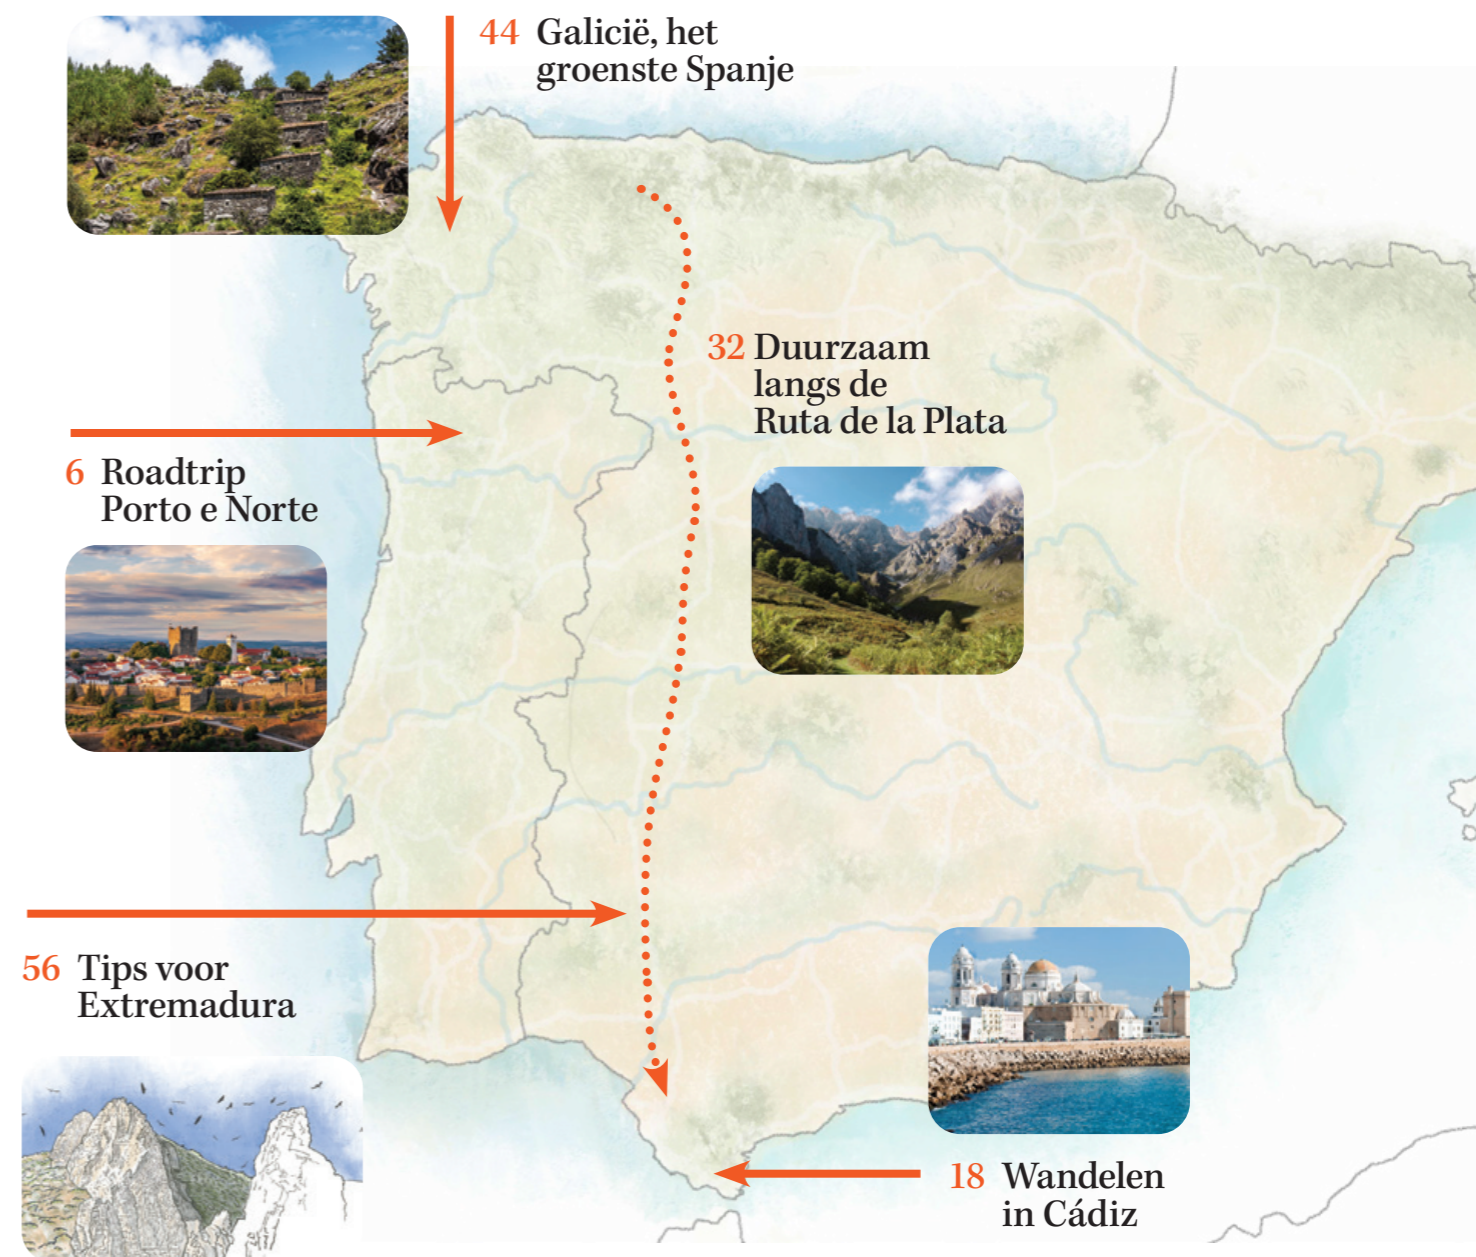 44 Galicië, het
groenste Spanje
32 Duurzaam
langs de
Ruta de la Plata
6 Roadtrip
Porto e Norte
56 Tips voor
Extremadura
18 Wandelen
in Cádiz